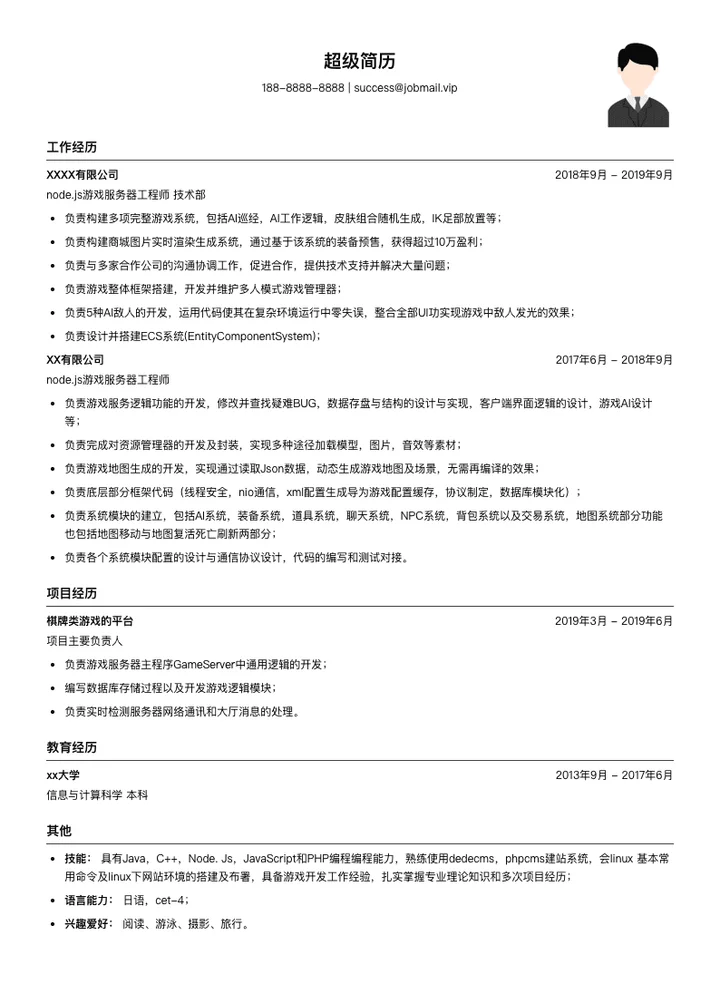 超级简历
188-8888-8888 | success@jobmail.vip
工作经历
XXXX有限公司 2018年9月 – 2019年9月
node.js游戏服务器工程师 技术部
• 负责构建多项完整游戏系统，包括AI巡经，AI工作逻辑，皮肤组合随机生成，IK足部放置等；
• 负责构建商城图片实时渲染生成系统，通过基于该系统的装备预售，获得超过10万盈利；
• 负责与多家合作公司的沟通协调工作，促进合作，提供技术支持并解决大量问题；
• 负责游戏整体框架搭建，开发并维护多人模式游戏管理器；
• 负责5种AI敌人的开发，运用代码使其在复杂环境运行中零失误，整合全部UI功实现游戏中敌人发光的效果；
• 负责设计并搭建ECS系统(EntityComponentSystem)；
XX有限公司 2017年6月 – 2018年9月
node.js游戏服务器工程师
• 负责游戏服务逻辑功能的开发，修改并查找疑难BUG，数据存盘与结构的设计与实现，客户端界面逻辑的设计，游戏AI设计
等；
• 负责完成对资源管理器的开发及封装，实现多种途径加载模型，图片，音效等素材；
• 负责游戏地图生成的开发，实现通过读取Json数据，动态生成游戏地图及场景，无需再编译的效果；
• 负责底层部分框架代码（线程安全，nio通信，xml配置生成导为游戏配置缓存，协议制定，数据库模块化）；
• 负责系统模块的建立，包括AI系统，装备系统，道具系统，聊天系统，NPC系统，背包系统以及交易系统，地图系统部分功能
也包括地图移动与地图复活死亡刷新两部分；
• 负责各个系统模块配置的设计与通信协议设计，代码的编写和测试对接。
项目经历
棋牌类游戏的平台 2019年3月 – 2019年6月
项目主要负责人
• 负责游戏服务器主程序GameServer中通用逻辑的开发；
• 编写数据库存储过程以及开发游戏逻辑模块；
• 负责实时检测服务器网络通讯和大厅消息的处理。
教育经历
xx大学 2013年9月 – 2017年6月
信息与计算科学 本科
其他
• 技能： 具有Java，C++，Node. Js，JavaScript和PHP编程编程能力，熟练使用dedecms，phpcms建站系统，会linux 基本常
用命令及linux下网站环境的搭建及布署，具备游戏开发工作经验，扎实掌握专业理论知识和多次项目经历；
• 语言能力： 日语，cet-4；
• 兴趣爱好： 阅读、游泳、摄影、旅行。